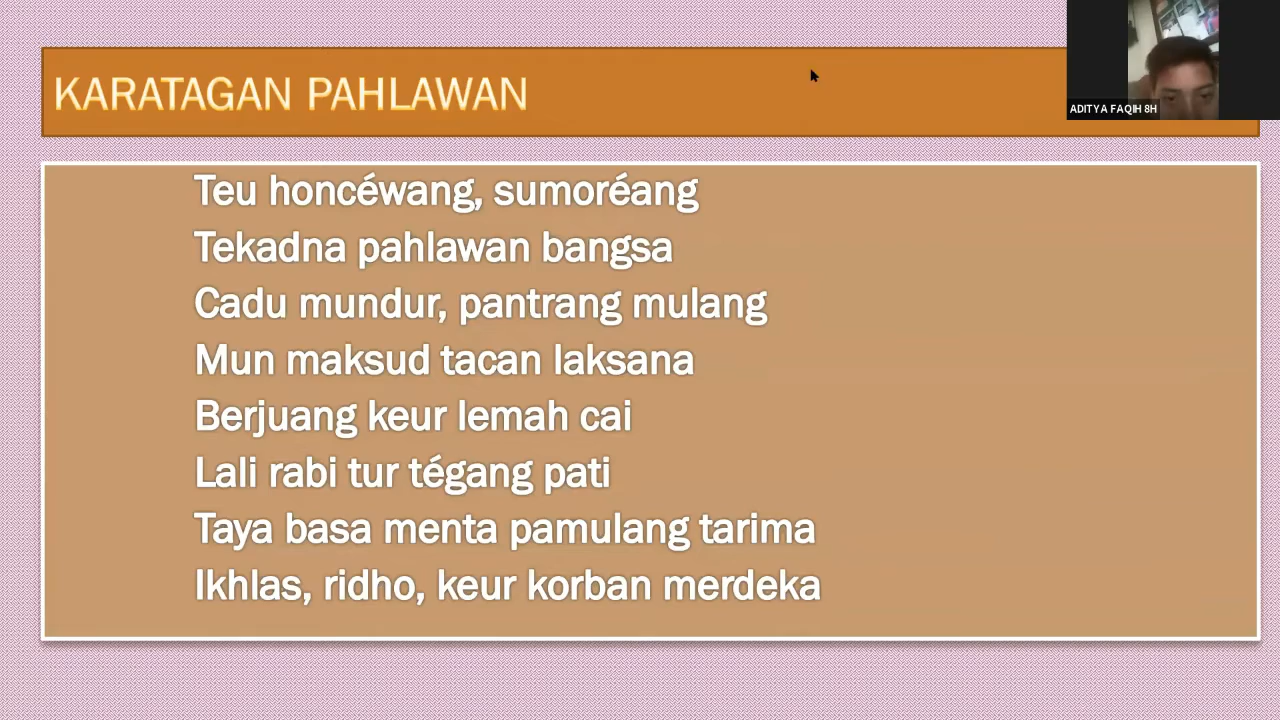 KARATAGAN PAHLAWAN
ADITYA FAQIH 8H
Teu honcéwang, sumoréang
Tekadna pahlawan bangsa
Cadu mundur, pantrang mulang
Mun maksud tacan laksana
Berjuang keur lemah cai
Lali rabi tur tégang pati
Taya basa menta pamulang tarima
Ikhlas, ridho, keur korban merdeka